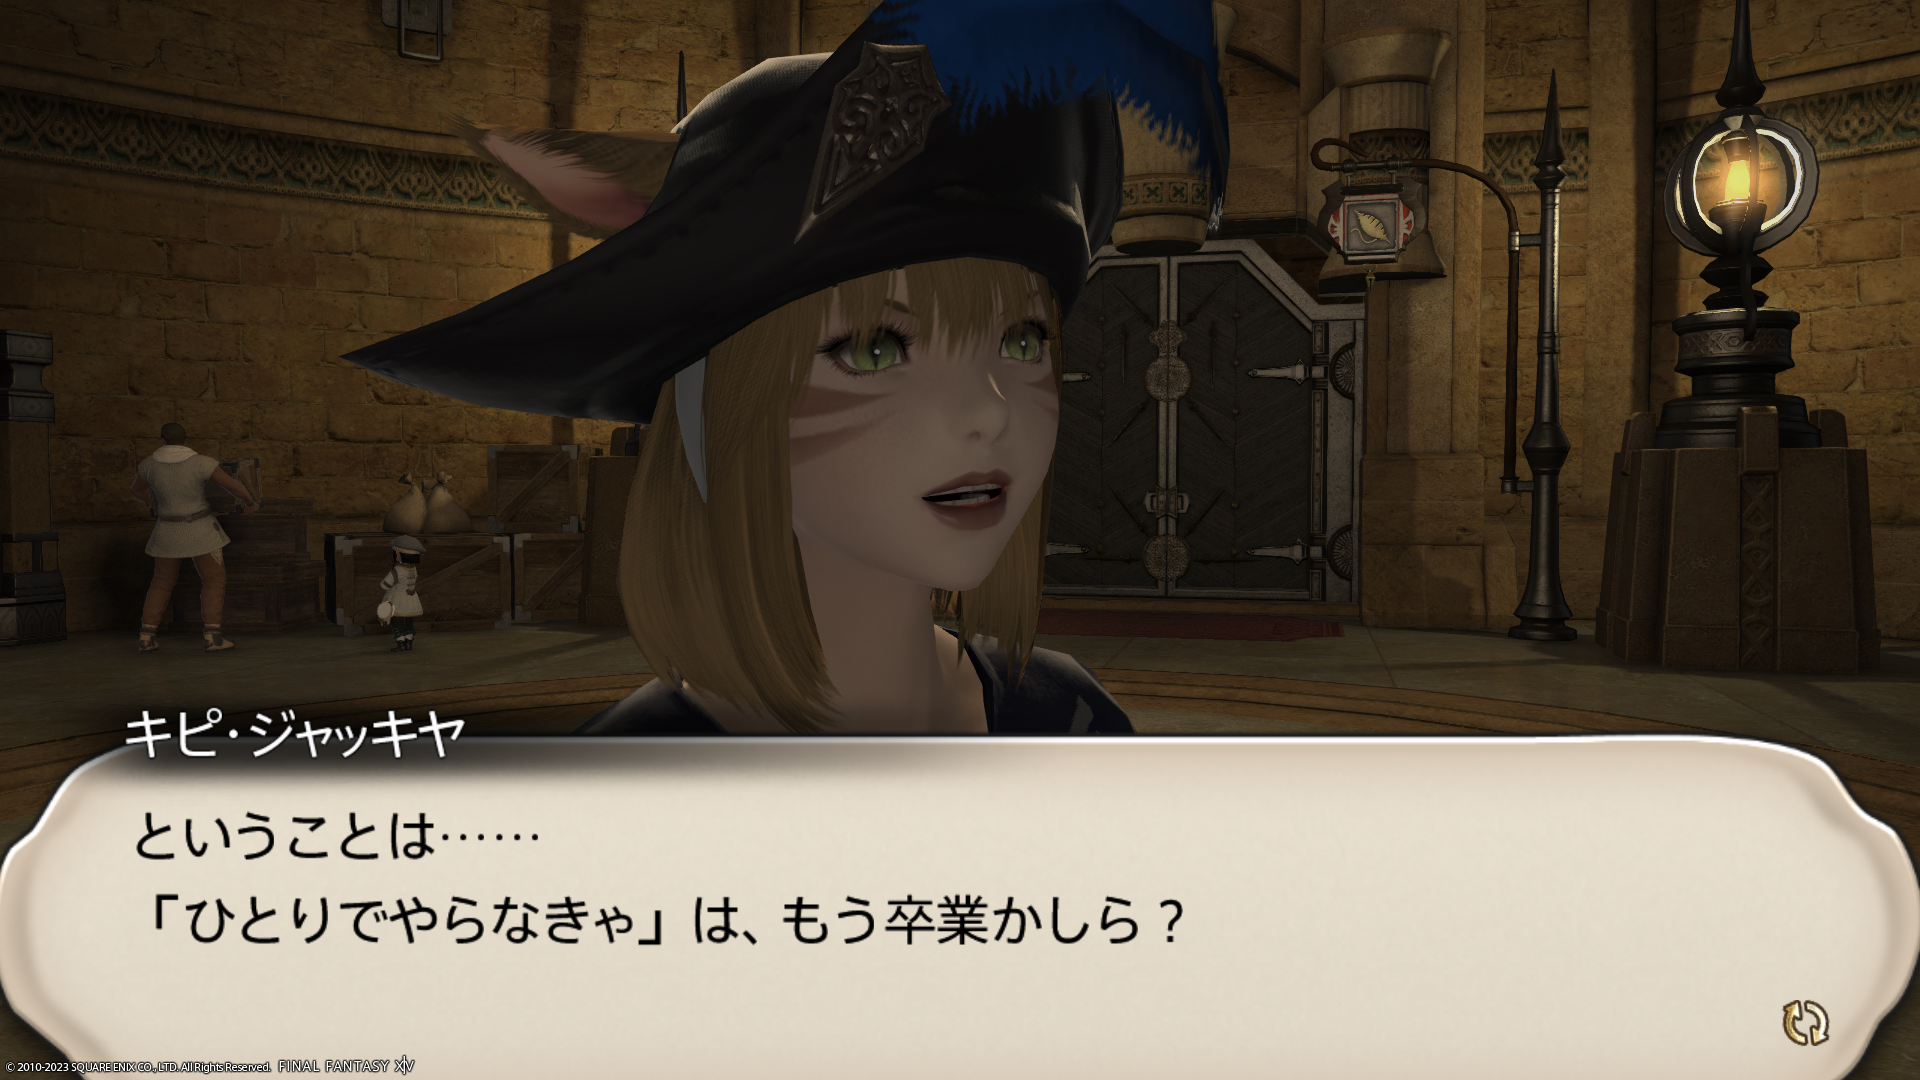 キピ・ジャッキヤ
ということは……
「ひとりでやらなきゃ」は、もう卒業かしら？
© 2010-2023 SQUARE ENIX CO., LTD. All Rights Reserved. FINAL FANTASY XIV